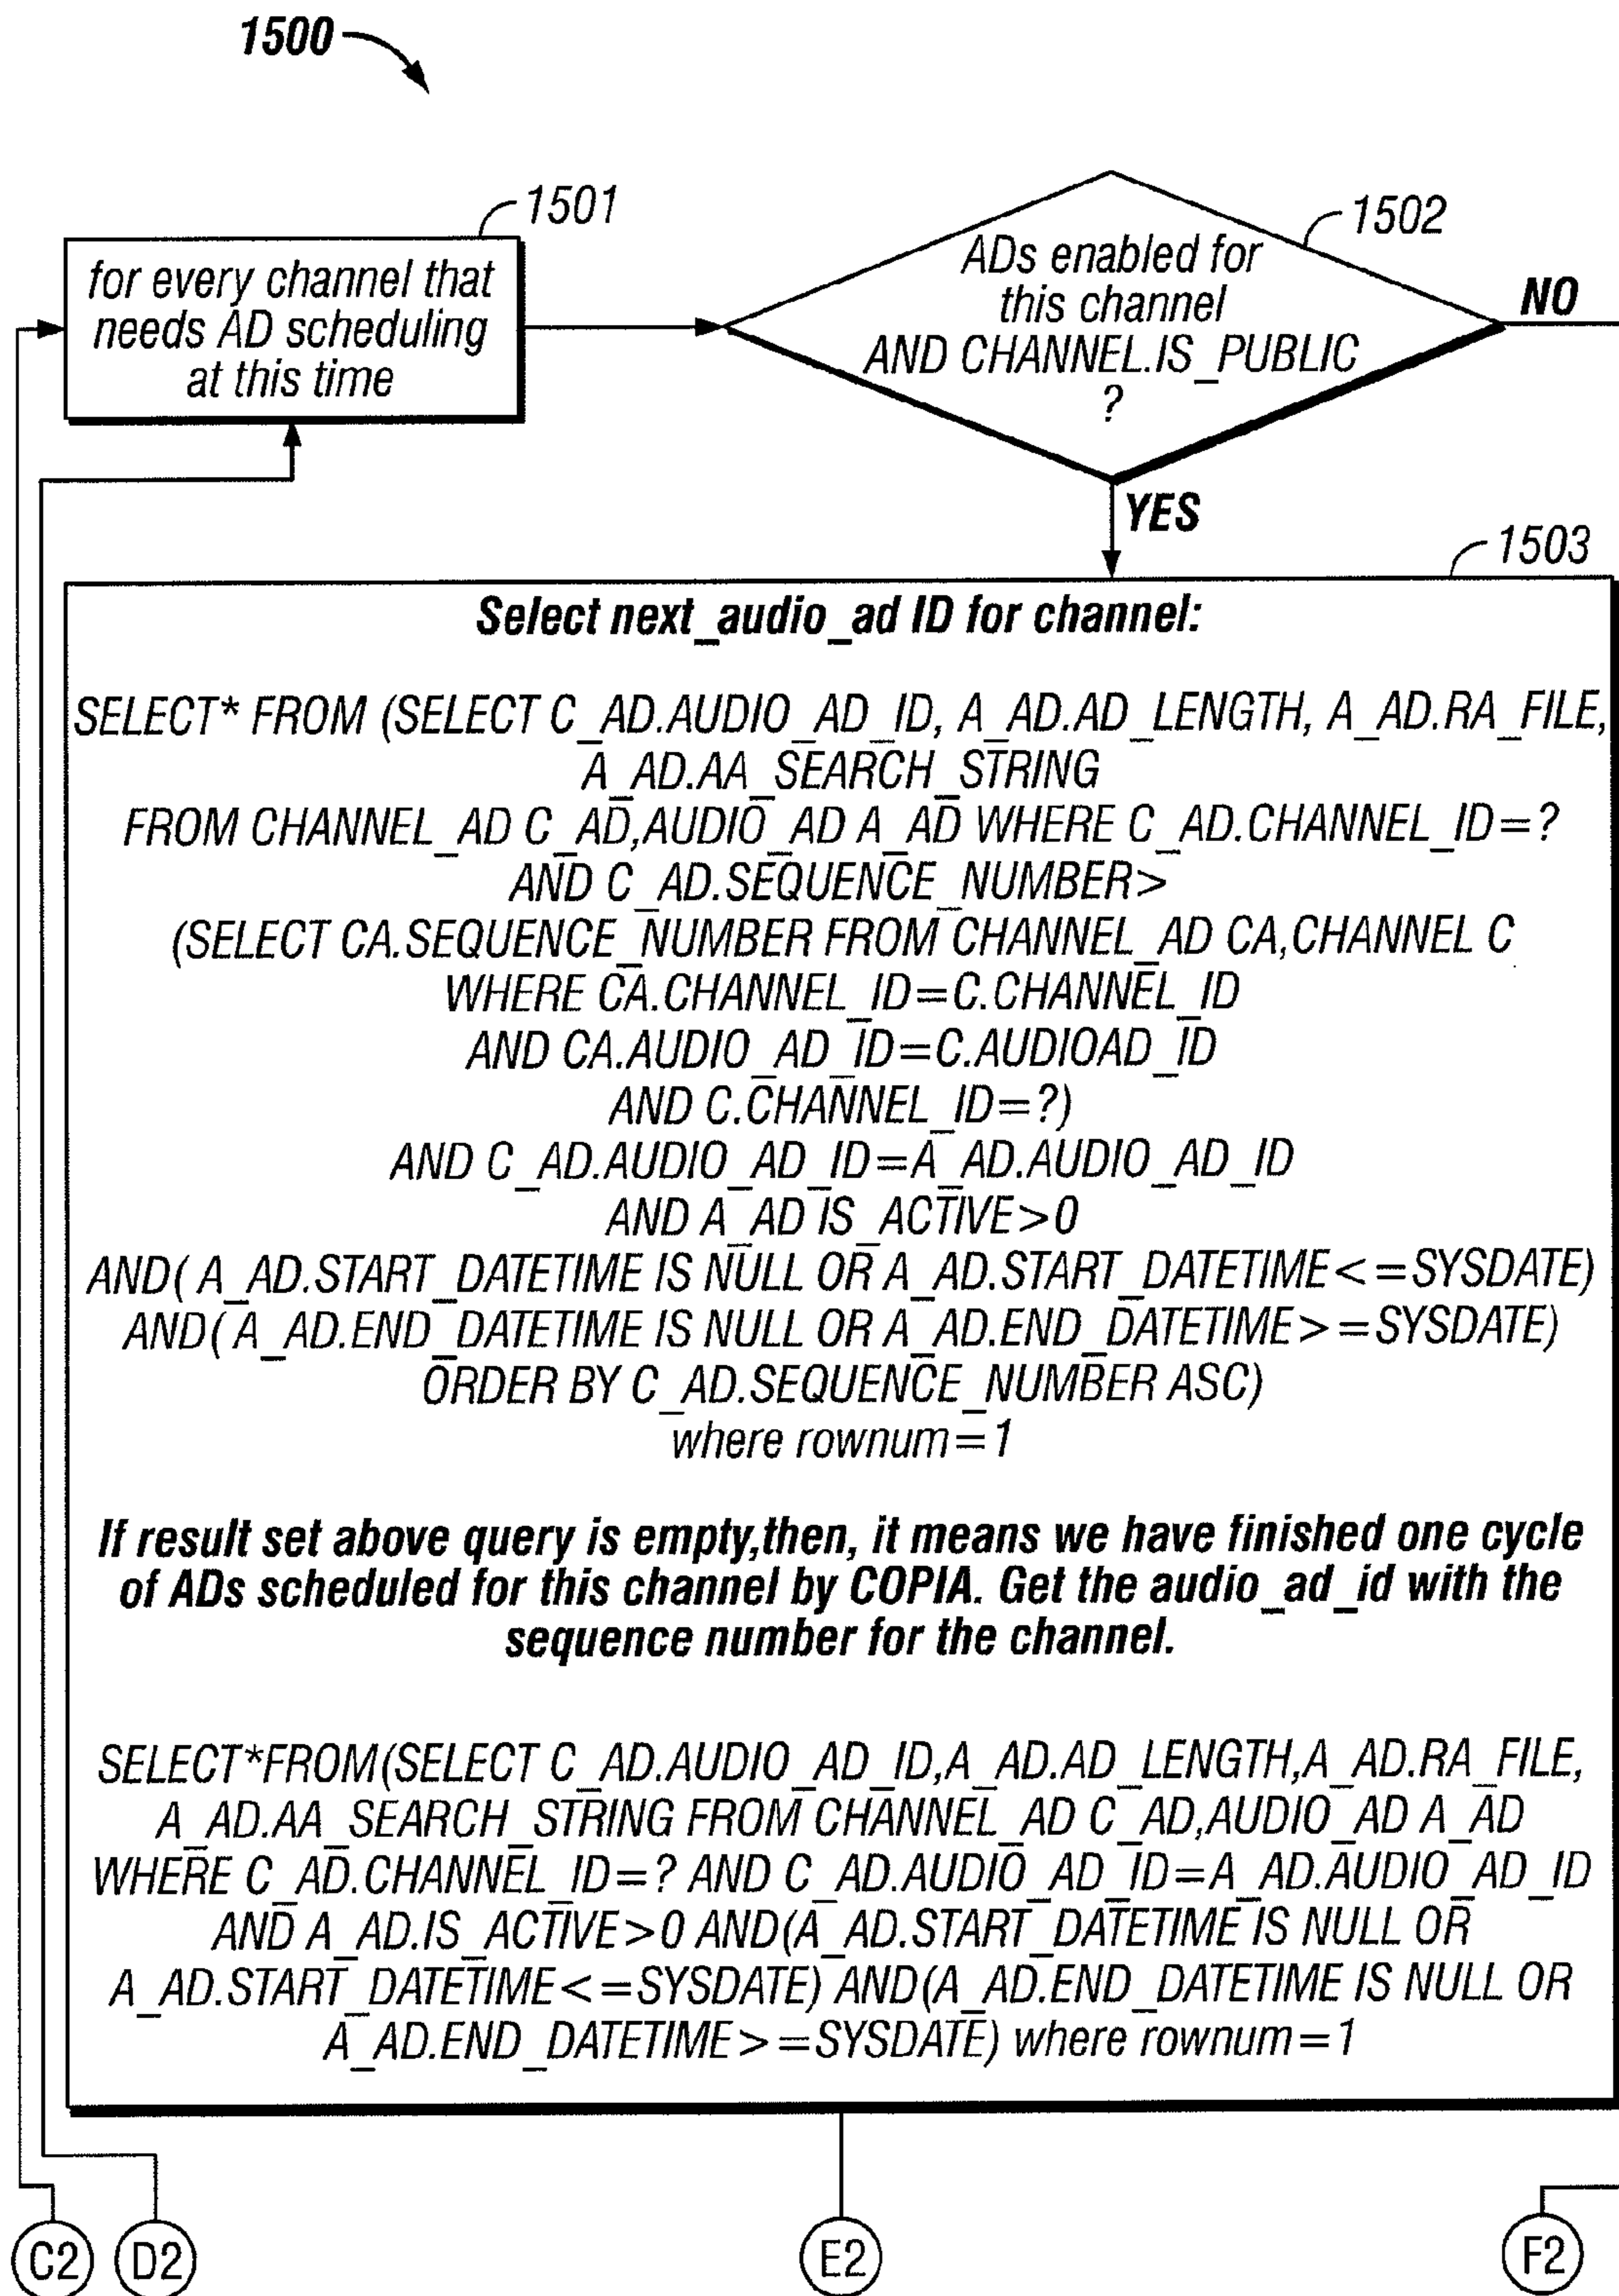 1500
1501
for every channel that
needs AD scheduling
at this time
1502
ADs enabled for
this channel
AND CHANNEL.IS_PUBLIC
?
NO
YES
1503
Select next_audio_ad ID for channel:
SELECT* FROM (SELECT C_AD.AUDIO_AD_ID, A_AD.AD_LENGTH, A_AD.RA_FILE,
A_AD.AA_SEARCH_STRING
FROM CHANNEL_AD C_AD,AUDIO_AD A_AD WHERE C_AD.CHANNEL_ID=?
AND C_AD.SEQUENCE_NUMBER>
(SELECT CA.SEQUENCE_NUMBER FROM CHANNEL_AD CA,CHANNEL C
WHERE CA.CHANNEL_ID=C.CHANNEL_ID
AND CA.AUDIO_AD_ID=C.AUDIOAD_ID
AND C.CHANNEL_ID=?)
AND C_AD.AUDIO_AD_ID=A_AD.AUDIO_AD_ID
AND A_AD IS_ACTIVE>0
AND( A_AD.START_DATETIME IS NULL OR A_AD.START_DATETIME<=SYSDATE)
AND( A_AD.END_DATETIME IS NULL OR A_AD.END_DATETIME>=SYSDATE)
ORDER BY C_AD.SEQUENCE_NUMBER ASC)
where rownum=1
If result set above query is empty,then, it means we have finished one cycle
of ADs scheduled for this channel by COPIA. Get the audio_ad_id with the
sequence number for the channel.
SELECT*FROM(SELECT C_AD.AUDIO_AD_ID,A_AD.AD_LENGTH,A_AD.RA_FILE,
A_AD.AA_SEARCH_STRING FROM CHANNEL_AD C_AD,AUDIO_AD A_AD
WHERE C_AD.CHANNEL_ID=? AND C_AD.AUDIO_AD_ID=A_AD.AUDIO_AD_ID
AND A_AD.IS_ACTIVE>0 AND(A_AD.START_DATETIME IS NULL OR
A_AD.START_DATETIME<=SYSDATE) AND(A_AD.END_DATETIME IS NULL OR
A_AD.END_DATETIME>=SYSDATE) where rownum=1
C2
D2
E2
F2